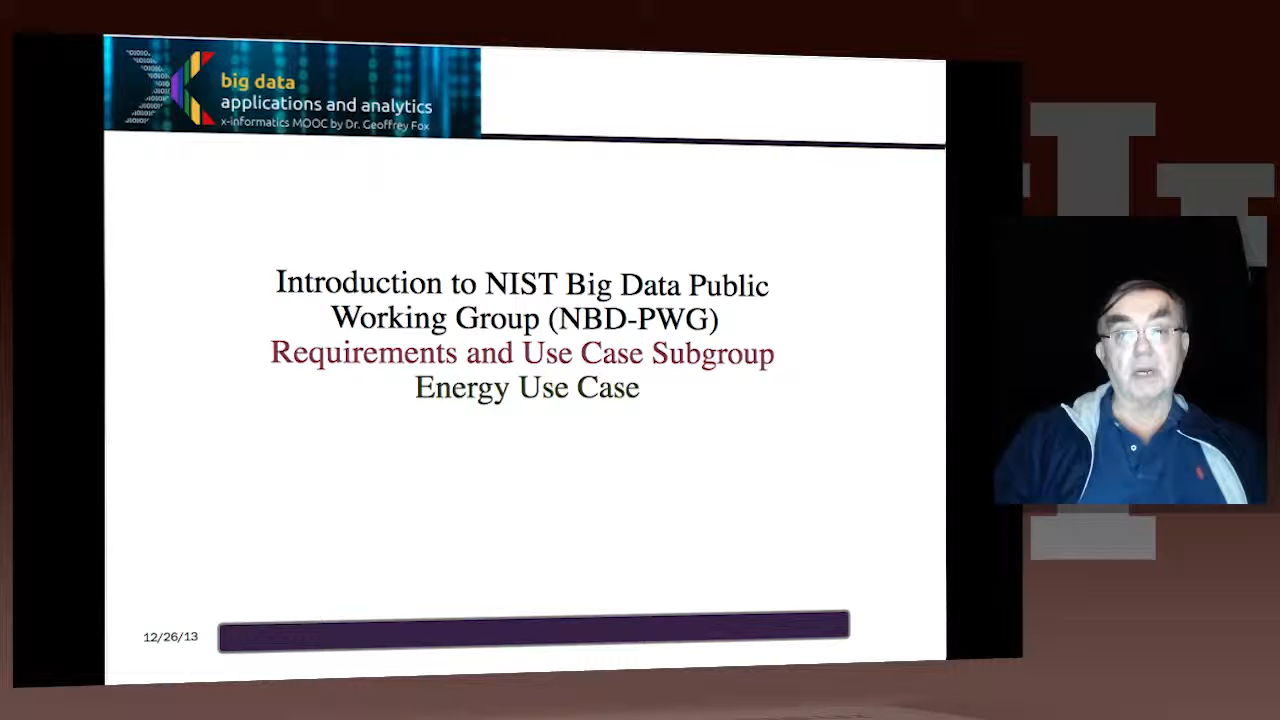 big data
applications and analytics
x-informatics MOOC by Dr. Geoffrey Fox
Introduction to NIST Big Data Public
Working Group (NBD-PWG)
Requirements and Use Case Subgroup
Energy Use Case
12/26/13